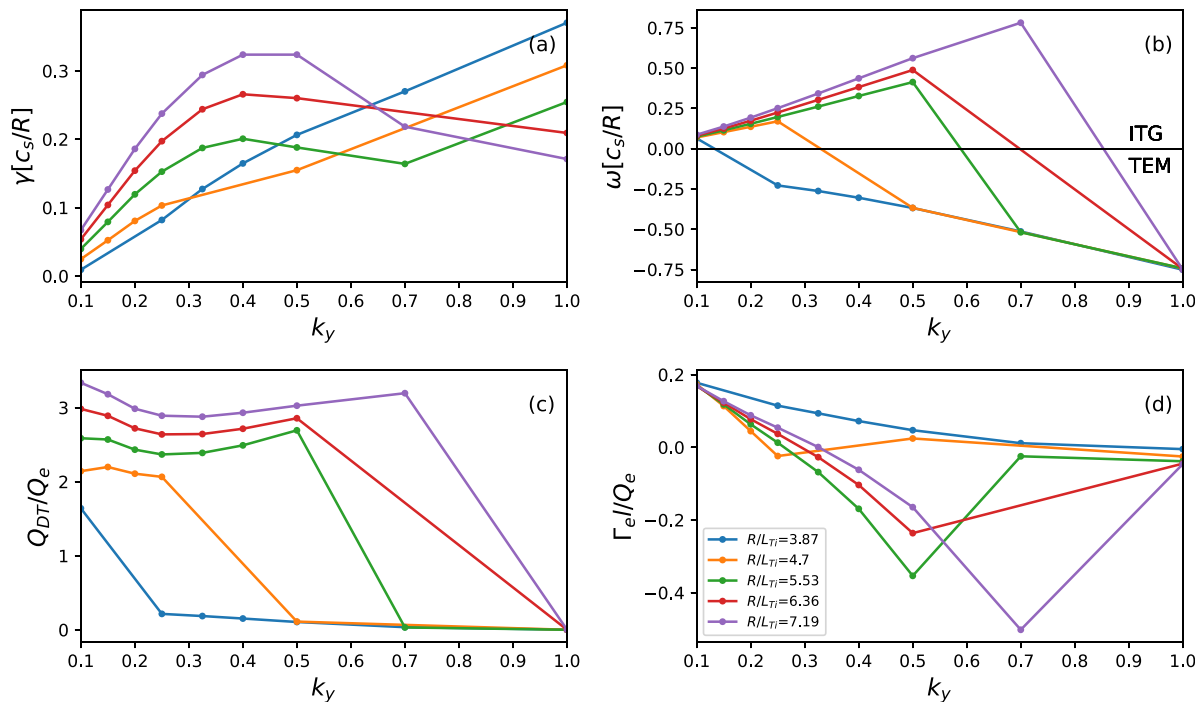 (a)
γ[c_s/R]
0.3
0.2
0.1
0.0
0.1 0.2 0.3 0.4 0.5 0.6 0.7 0.8 0.9 1.0
k_y
(b)
ω[c_s/R]
0.75
0.50
0.25
0.00
−0.25
−0.50
−0.75
ITG
TEM
0.1 0.2 0.3 0.4 0.5 0.6 0.7 0.8 0.9 1.0
k_y
(c)
Q_DT/Q_e
3
2
1
0
0.1 0.2 0.3 0.4 0.5 0.6 0.7 0.8 0.9 1.0
k_y
(d)
Γ_e I/Q_e
0.2
0.0
−0.2
−0.4
R/L_Ti=3.87
R/L_Ti=4.7
R/L_Ti=5.53
R/L_Ti=6.36
R/L_Ti=7.19
0.1 0.2 0.3 0.4 0.5 0.6 0.7 0.8 0.9 1.0
k_y